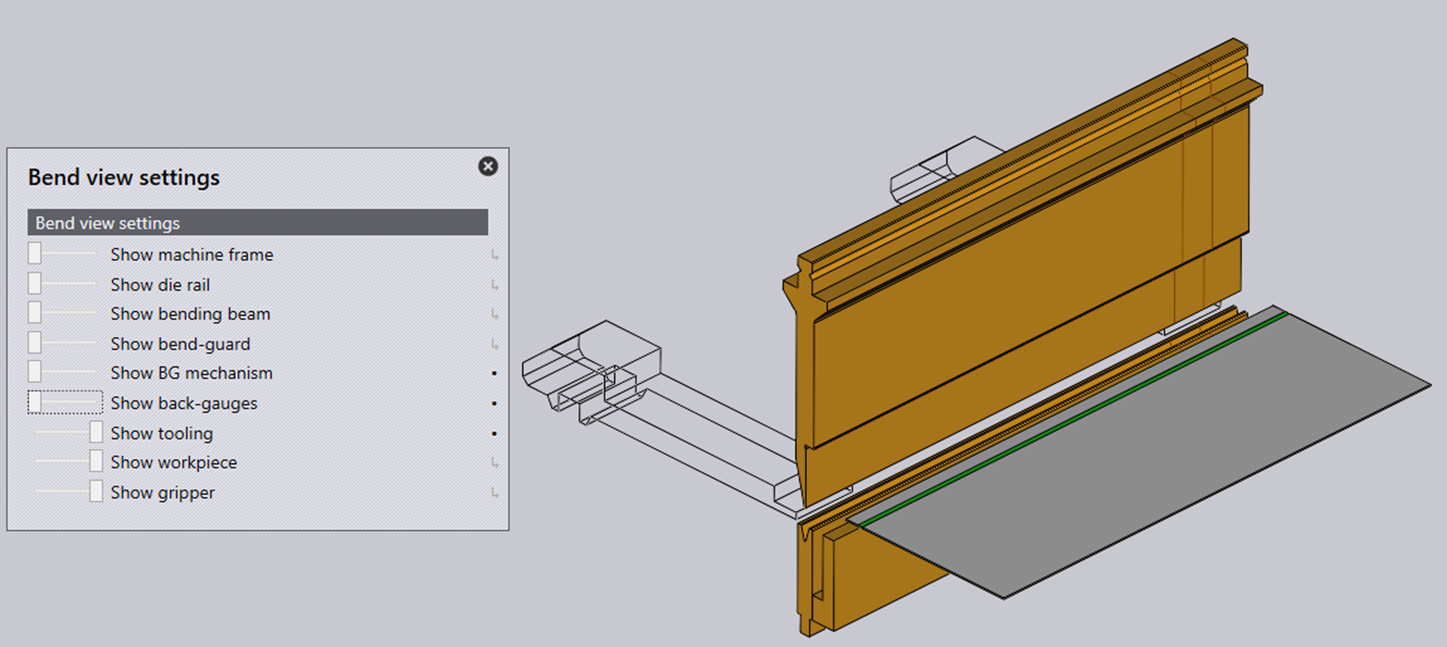 Bend view settings
Bend view settings
Show machine frame
Show die rail
Show bending beam
Show bend-guard
Show BG mechanism
Show back-gauges
Show tooling
Show workpiece
Show gripper